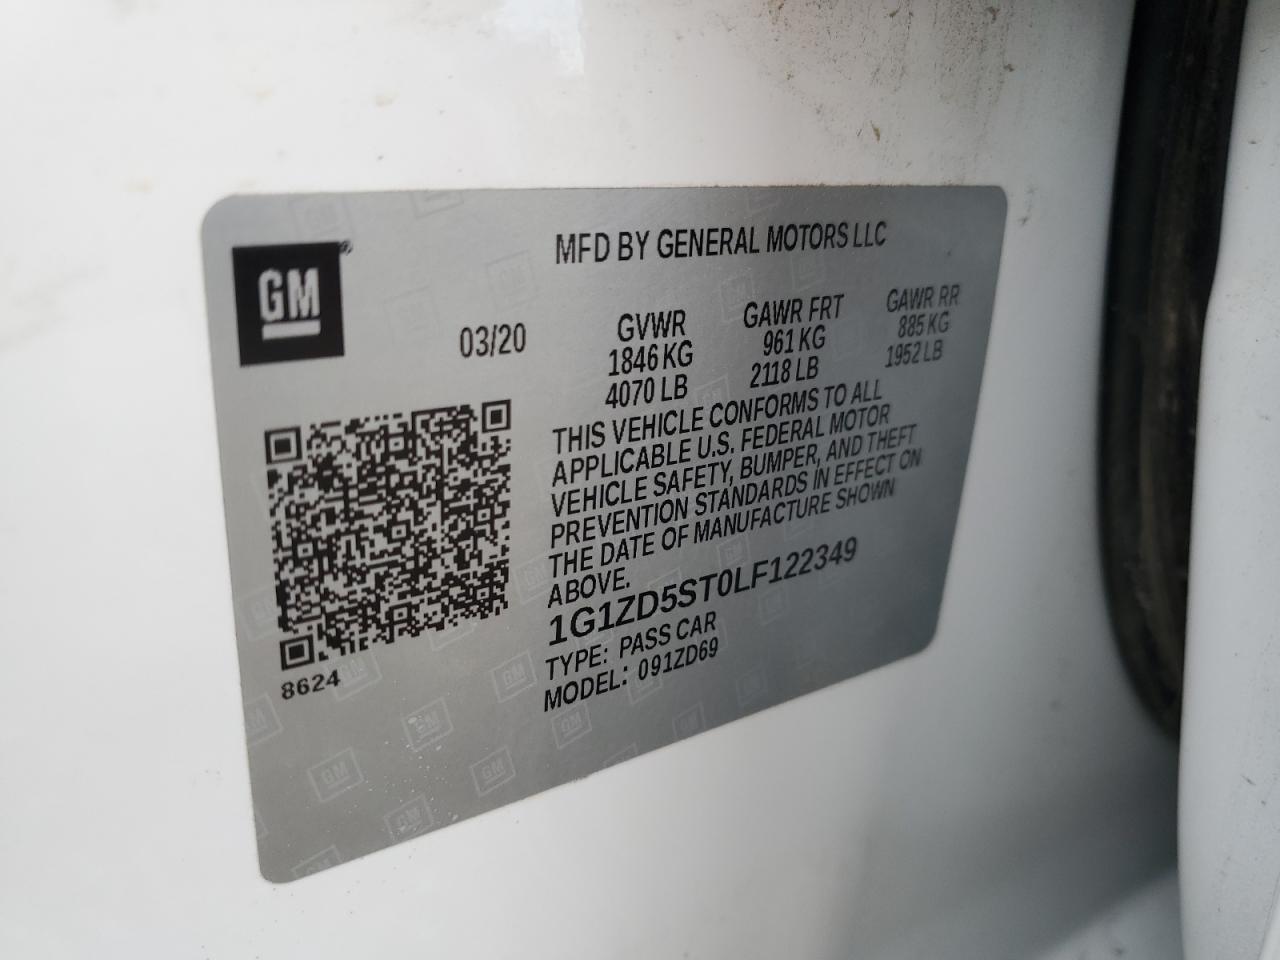 GM
MFD BY GENERAL MOTORS LLC
03/20
GVWR
1846 KG
4070 LB
GAWR FRT
961 KG
2118 LB
GAWR RR
885 KG
1952 LB
THIS VEHICLE CONFORMS TO ALL
APPLICABLE U.S. FEDERAL MOTOR
VEHICLE SAFETY, BUMPER, AND THEFT
PREVENTION STANDARDS IN EFFECT ON
THE DATE OF MANUFACTURE SHOWN
ABOVE.
1G1ZD5ST0LF122349
TYPE: PASS CAR
MODEL: 091ZD69
8624